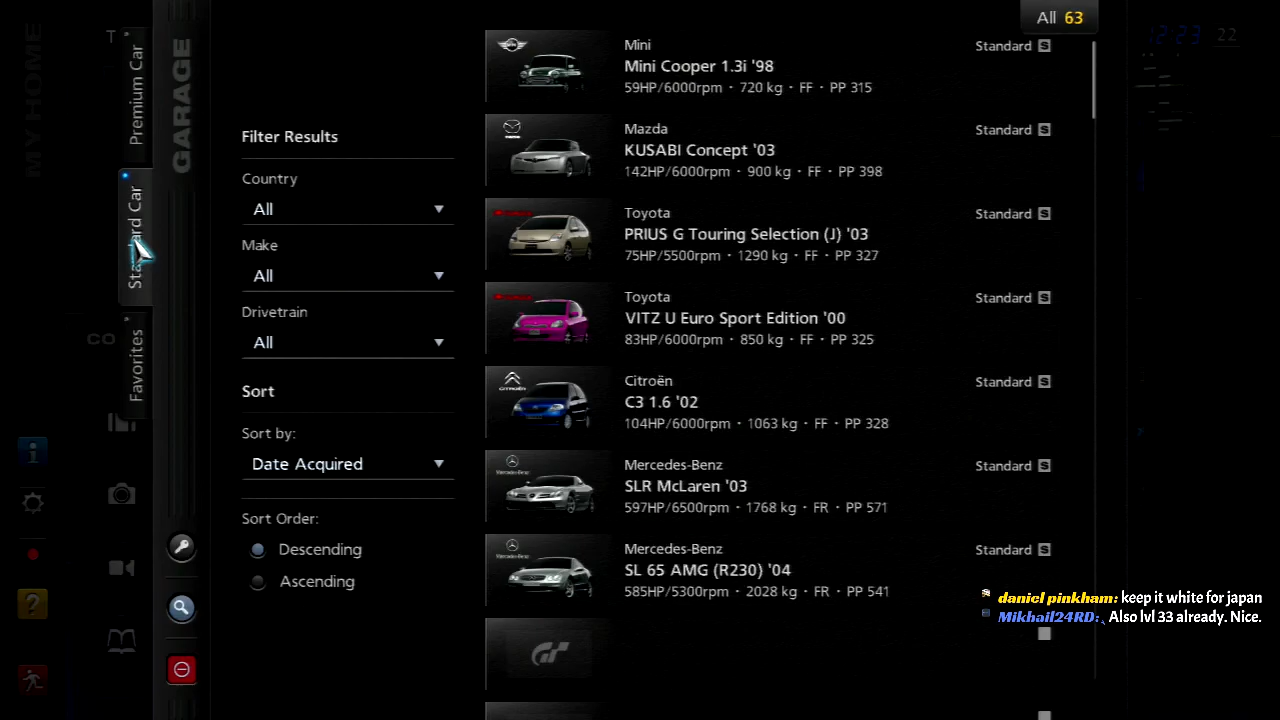 All 63
MY HOME
T
Premium Car
GARAGE
Standard Car
Favorites
CO
12:23 22
Filter Results
Country
All
Make
All
Drivetrain
All
Sort
Sort by:
Date Acquired
Sort Order:
Descending
Ascending
Mini
Mini Cooper 1.3i '98
59HP/6000rpm · 720 kg · FF · PP 315
Standard S
Mazda
KUSABI Concept '03
142HP/6000rpm · 900 kg · FF · PP 398
Standard S
Toyota
PRIUS G Touring Selection (J) '03
75HP/5500rpm · 1290 kg · FF · PP 327
Standard S
Toyota
VITZ U Euro Sport Edition '00
83HP/6000rpm · 850 kg · FF · PP 325
Standard S
Citroën
C3 1.6 '02
104HP/6000rpm · 1063 kg · FF · PP 328
Standard S
Mercedes-Benz
SLR McLaren '03
597HP/6500rpm · 1768 kg · FR · PP 571
Standard S
Mercedes-Benz
SL 65 AMG (R230) '04
585HP/5300rpm · 2028 kg · FR · PP 541
Standard S
daniel pinkham: keep it white for japan
Mikhail24RD: Also lvl 33 already. Nice.